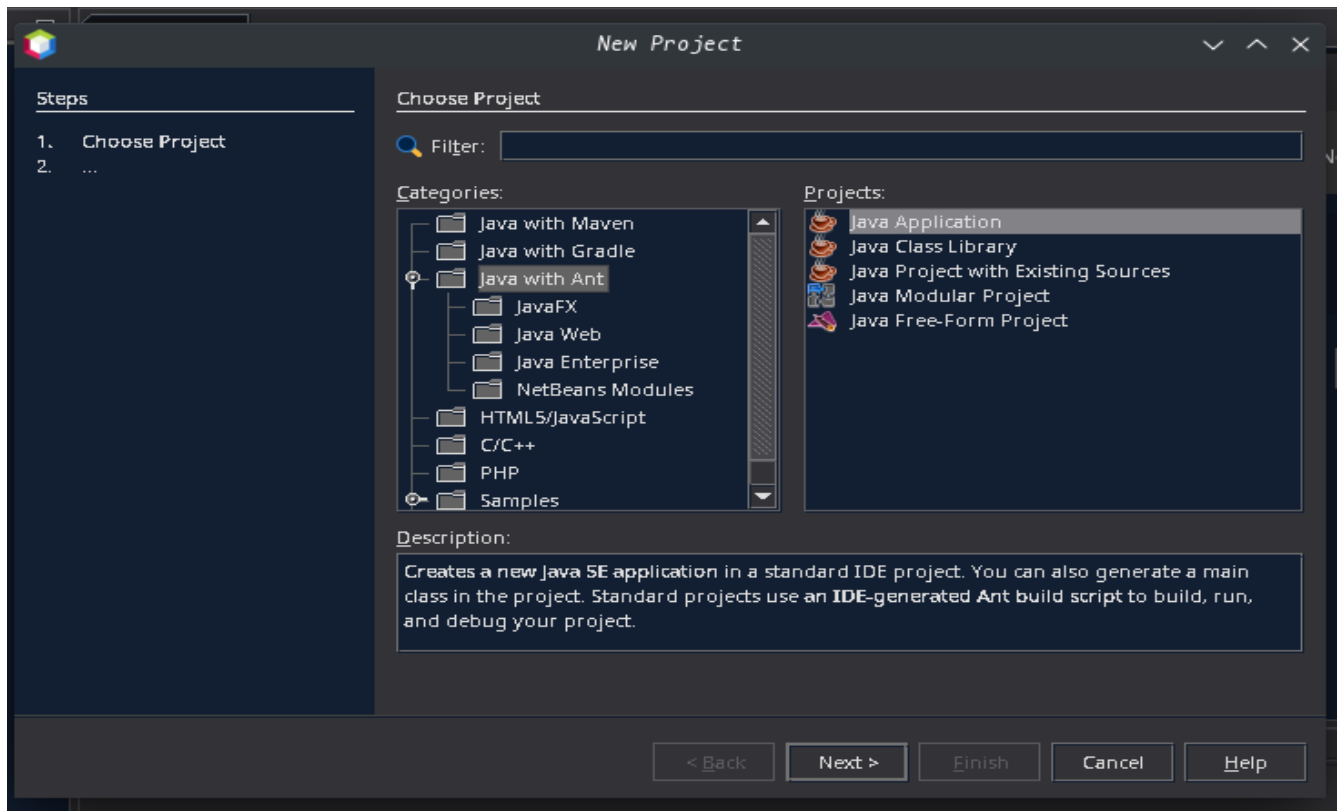 New Project
Steps
1. Choose Project
2. ...
Choose Project
Filter:
Categories:
Java with Maven
Java with Gradle
Java with Ant
JavaFX
Java Web
Java Enterprise
NetBeans Modules
HTML5/JavaScript
C/C++
PHP
Samples
Projects:
Java Application
Java Class Library
Java Project with Existing Sources
Java Modular Project
Java Free-Form Project
Description:
Creates a new Java SE application in a standard IDE project. You can also generate a main
class in the project. Standard projects use an IDE-generated Ant build script to build, run,
and debug your project.
< Back
Next >
Finish
Cancel
Help